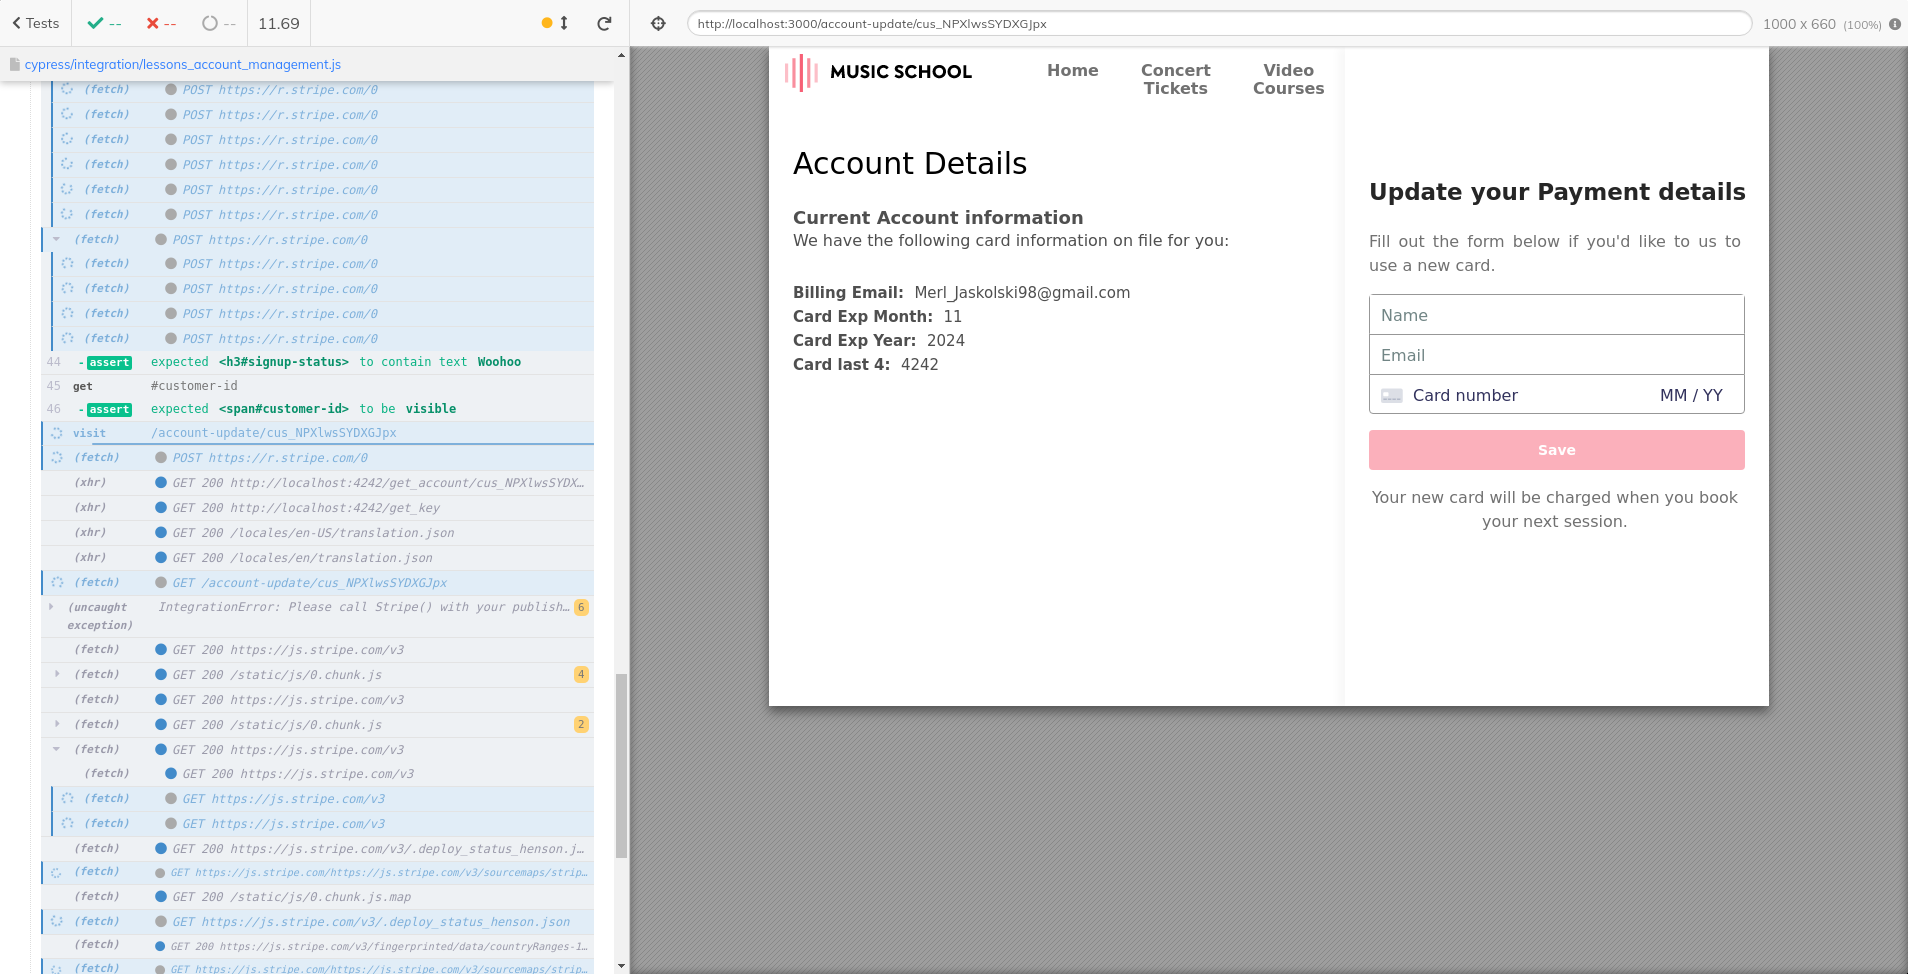 Tests
--
--
--
11.69
http://localhost:3000/account-update/cus_NPXlwsSYDXGJpx
1000 x 660 (100%)
cypress/integration/lessons_account_management.js
(fetch) POST https://r.stripe.com/0
(fetch) POST https://r.stripe.com/0
(fetch) POST https://r.stripe.com/0
(fetch) POST https://r.stripe.com/0
(fetch) POST https://r.stripe.com/0
(fetch) POST https://r.stripe.com/0
(fetch) POST https://r.stripe.com/0
(fetch) POST https://r.stripe.com/0
(fetch) POST https://r.stripe.com/0
(fetch) POST https://r.stripe.com/0
(fetch) POST https://r.stripe.com/0
44 -assert expected <h3#signup-status> to contain text Woohoo
45 get #customer-id
46 -assert expected <span#customer-id> to be visible
visit /account-update/cus_NPXlwsSYDXGJpx
(fetch) POST https://r.stripe.com/0
(xhr) GET 200 http://localhost:4242/get_account/cus_NPXlwsSYDX…
(xhr) GET 200 http://localhost:4242/get_key
(xhr) GET 200 /locales/en-US/translation.json
(xhr) GET 200 /locales/en/translation.json
(fetch) GET /account-update/cus_NPXlwsSYDXGJpx
(uncaught exception) IntegrationError: Please call Stripe() with your publish… 6
(fetch) GET 200 https://js.stripe.com/v3
(fetch) GET 200 /static/js/0.chunk.js 4
(fetch) GET 200 https://js.stripe.com/v3
(fetch) GET 200 /static/js/0.chunk.js 2
(fetch) GET 200 https://js.stripe.com/v3
(fetch) GET 200 https://js.stripe.com/v3
(fetch) GET https://js.stripe.com/v3
(fetch) GET https://js.stripe.com/v3
(fetch) GET 200 https://js.stripe.com/v3/.deploy_status_henson.j…
(fetch) GET https://js.stripe.com/https://js.stripe.com/v3/sourcemaps/strip…
(fetch) GET 200 /static/js/0.chunk.js.map
(fetch) GET https://js.stripe.com/v3/.deploy_status_henson.json
(fetch) GET 200 https://js.stripe.com/v3/fingerprinted/data/countryRanges-1…
(fetch) GET https://js.stripe.com/https://js.stripe.com/v3/sourcemaps/strip…
MUSIC SCHOOL
Home
Concert
Tickets
Video
Courses
Account Details
Current Account information
We have the following card information on file for you:
Billing Email: Merl_Jaskolski98@gmail.com
Card Exp Month: 11
Card Exp Year: 2024
Card last 4: 4242
Update your Payment details
Fill out the form below if you'd like to us to
use a new card.
Name
Email
Card number MM / YY
Save
Your new card will be charged when you book
your next session.